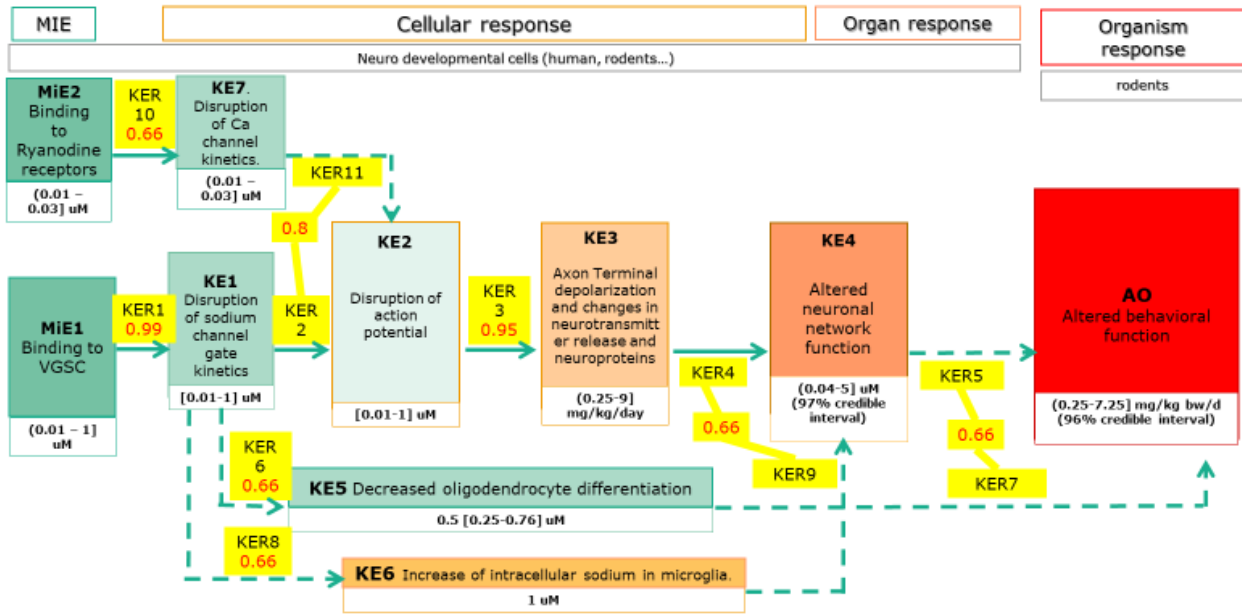 MIE
Cellular response
Organ response
Organism
response
Neuro developmental cells (human, rodents...)
rodents
MiE2
Binding
to
Ryanodine
receptors
(0.01 –
0.03] uM
KER
10
0.66
KE7.
Disruption
of Ca
channel
kinetics.
(0.01 –
0.03] uM
KER11
0.8
KER
2
MiE1
Binding to
VGSC
(0.01 – 1]
uM
KER1
0.99
KE1
Disruption
of sodium
channel
gate
kinetics
[0.01-1] uM
KE2
Disruption of
action
potential
[0.01-1] uM
KER
3
0.95
KE3
Axon Terminal
depolarization
and changes in
neurotransmitt
er release and
neuroproteins
(0.25-9]
mg/kg/day
KER4
0.66
KER9
KE4
Altered
neuronal
network
function
(0.04-5] uM
(97% credible
interval)
KER5
0.66
KER7
AO
Altered behavioral
function
(0.25-7.25] mg/kg bw/d
(96% credible interval)
KER
6
0.66
KE5 Decreased oligodendrocyte differentiation
0.5 [0.25-0.76] uM
KER8
0.66
KE6 Increase of intracellular sodium in microglia.
1 uM